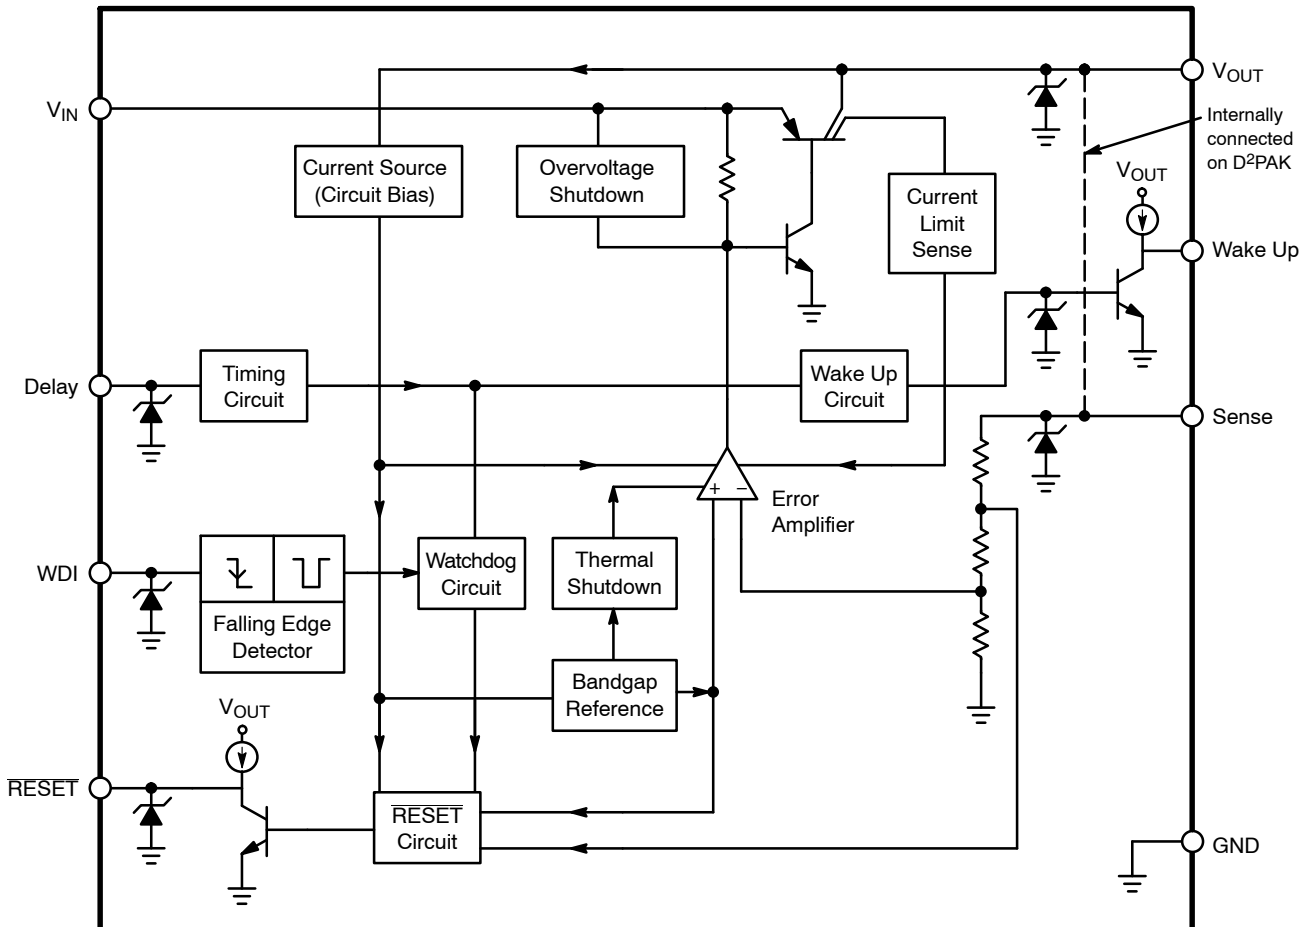 VOUT
VIN
Internally
connected
on D2PAK
Current Source
(Circuit Bias)
Overvoltage
Shutdown
Current
Limit
Sense
VOUT
Wake Up
Delay
Timing
Circuit
Wake Up
Circuit
Sense
+ −
Error
Amplifier
WDI
Falling Edge
Detector
Watchdog
Circuit
Thermal
Shutdown
Bandgap
Reference
VOUT
RESET
RESET
Circuit
GND